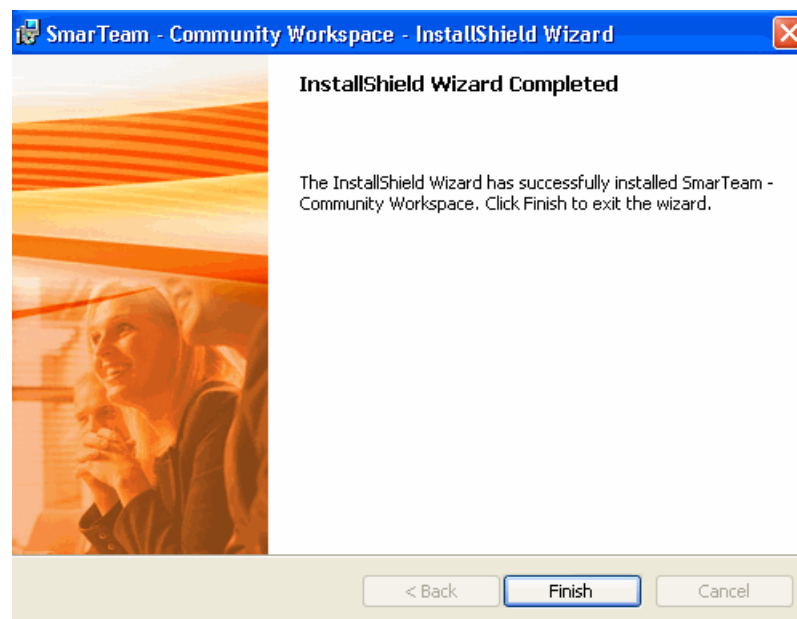 SmarTeam - Community Workspace - InstallShield Wizard
InstallShield Wizard Completed
The InstallShield Wizard has successfully installed SmarTeam -
Community Workspace. Click Finish to exit the wizard.
< Back Finish Cancel